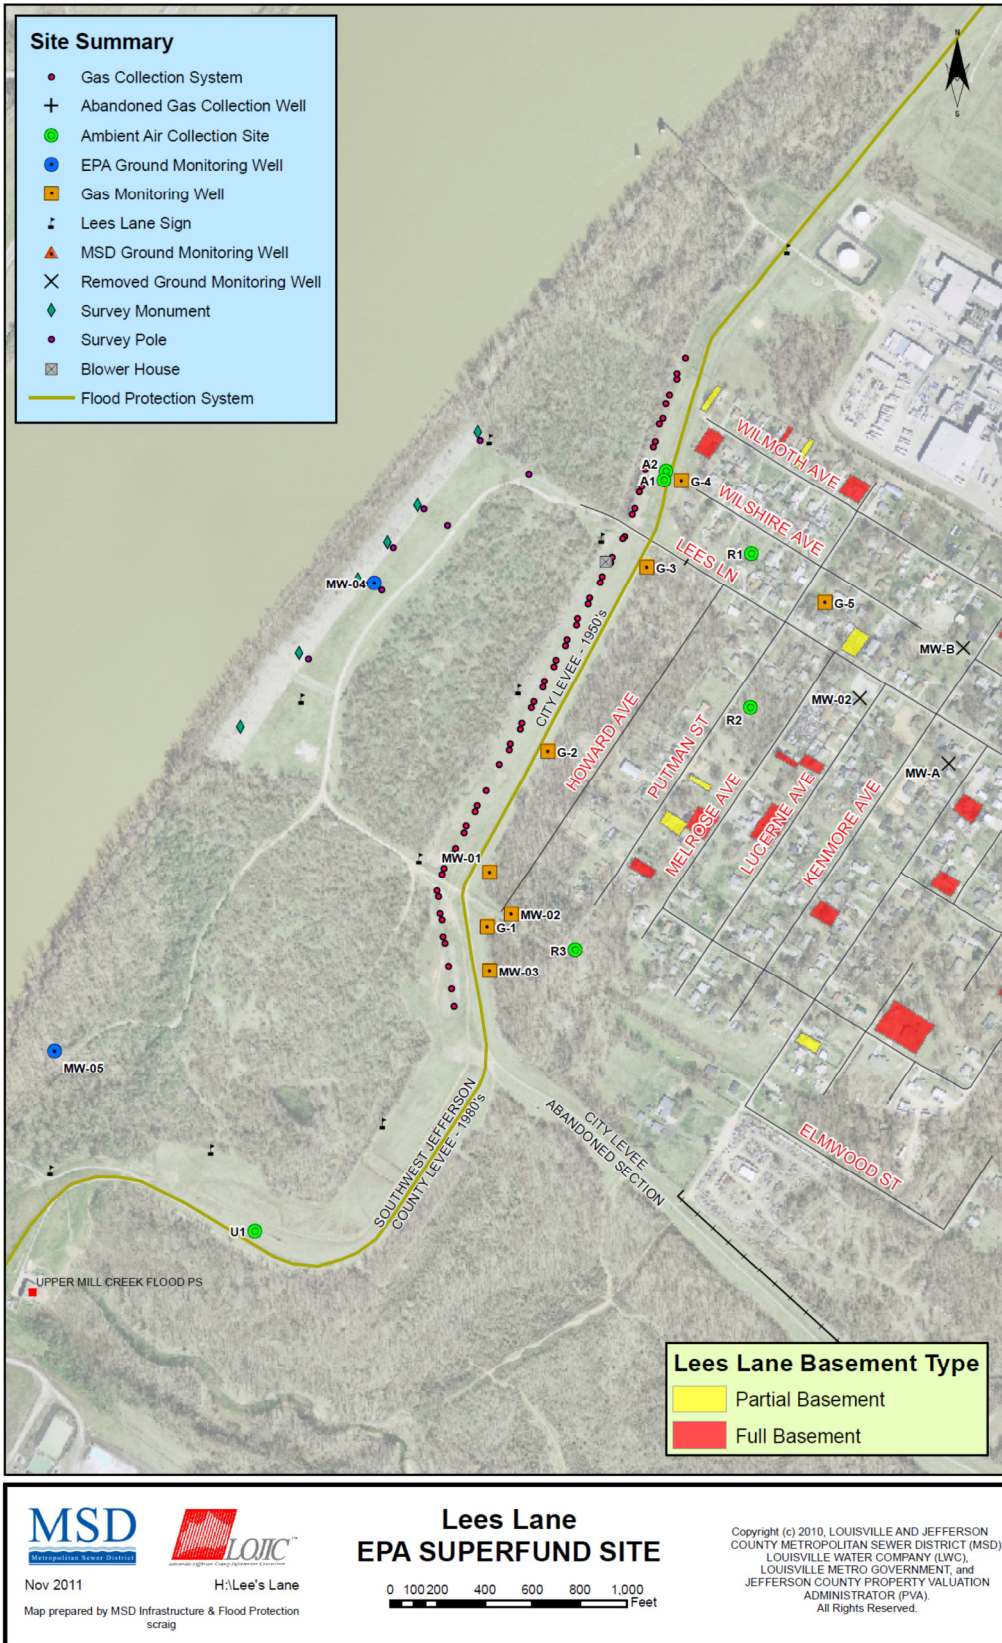 Site Summary
Gas Collection System
Abandoned Gas Collection Well
Ambient Air Collection Site
EPA Ground Monitoring Well
Gas Monitoring Well
Lees Lane Sign
MSD Ground Monitoring Well
Removed Ground Monitoring Well
Survey Monument
Survey Pole
Blower House
Flood Protection System
N
S
WILMOTH AVE
A2
A1
G-4
WILSHIRE AVE
LEES LN
R1
G-3
MW-04
G-5
CITY LEVEE - 1950's
MW-B
MW-02
R2
HOWARD AVE
PUTMAN ST
G-2
MW-A
MELROSE AVE
LUCERNE AVE
KENMORE AVE
MW-01
MW-02
G-1
R3
MW-03
MW-05
SOUTHWEST JEFFERSON
COUNTY LEVEE - 1980's
CITY LEVEE
ABANDONED SECTION
ELMWOOD ST
U1
UPPER MILL CREEK FLOOD PS
Lees Lane Basement Type
Partial Basement
Full Basement
MSD
Metropolitan Sewer District
LOJIC™
Nov 2011
H:\Lee's Lane
Map prepared by MSD Infrastructure & Flood Protection
scraig
Lees Lane
EPA SUPERFUND SITE
0 100 200 400 600 800 1,000
Feet
Copyright (c) 2010, LOUISVILLE AND JEFFERSON
COUNTY METROPOLITAN SEWER DISTRICT (MSD)
LOUISVILLE WATER COMPANY (LWC),
LOUISVILLE METRO GOVERNMENT, and
JEFFERSON COUNTY PROPERTY VALUATION
ADMINISTRATOR (PVA).
All Rights Reserved.